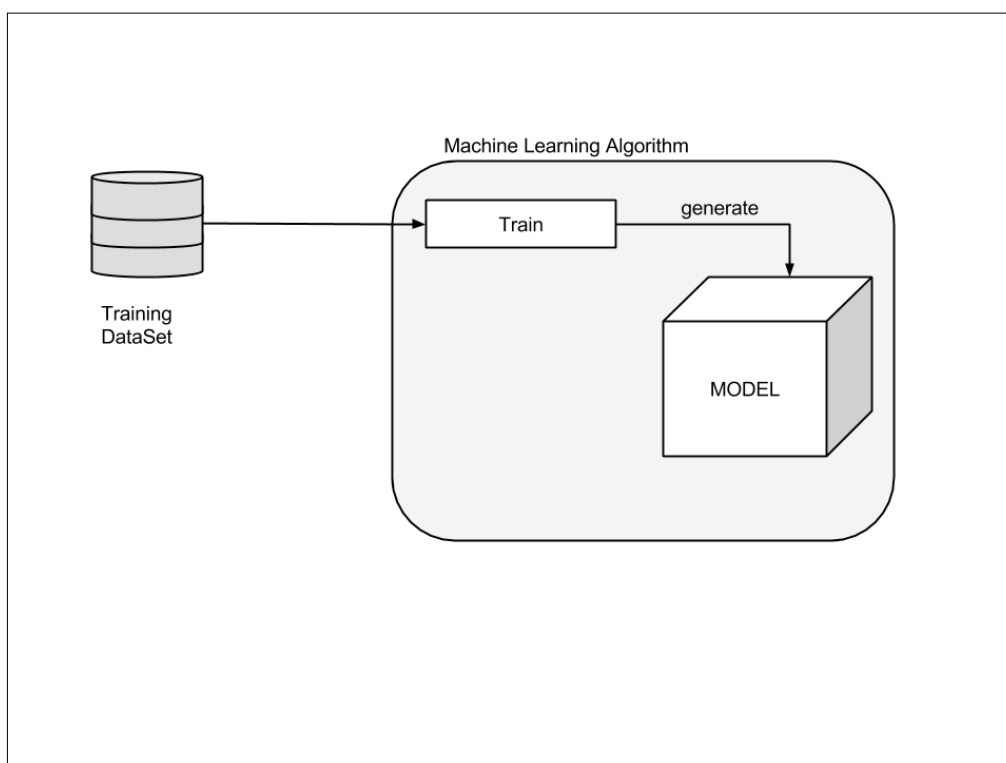 Machine Learning Algorithm
Train
generate
Training
DataSet
MODEL